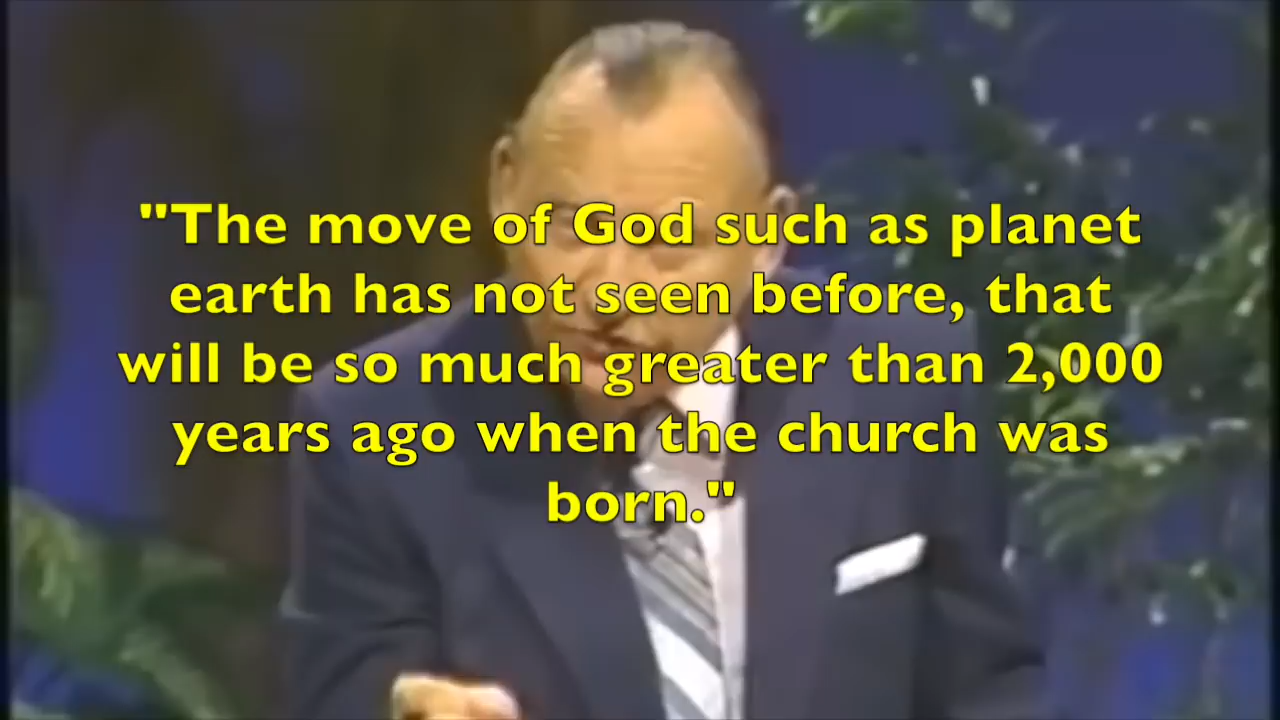 "The move of God such as planet
earth has not seen before, that
will be so much greater than 2,000
years ago when the church was
born."